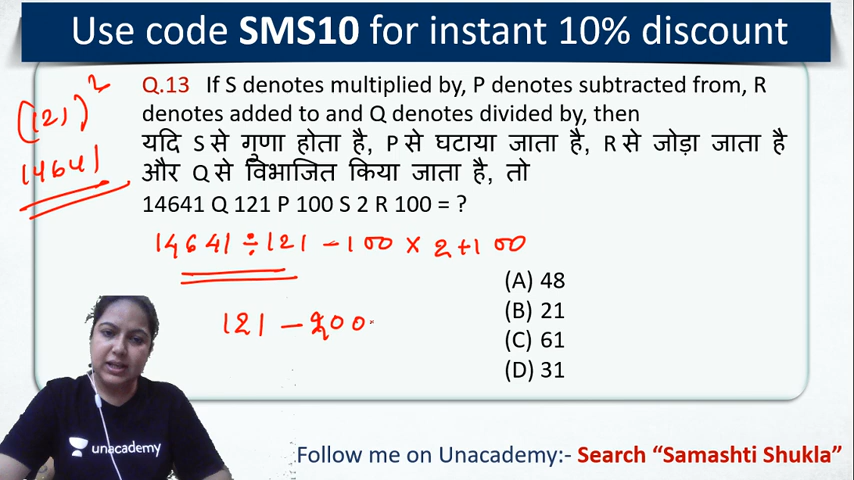 Use code SMS10 for instant 10% discount
Q.13 If S denotes multiplied by, P denotes subtracted from, R
denotes added to and Q denotes divided by, then
यदि S से गुणा होता है, P से घटाया जाता है, R से जोड़ा जाता है
और Q से विभाजित किया जाता है, तो
14641 Q 121 P 100 S 2 R 100 = ?
(121)²
14641
14641 ÷ 121 - 100 × 2 + 100
121 - 200
(A) 48
(B) 21
(C) 61
(D) 31
unacademy
Follow me on Unacademy:- Search “Samashti Shukla”